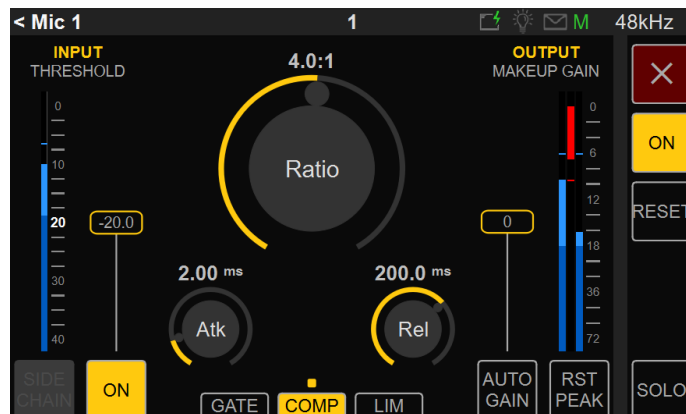 < Mic 1
1
M
48kHz
INPUT
THRESHOLD
4.0:1
OUTPUT
MAKEUP GAIN
0
10
20
30
40
-20.0
Ratio
0
0
6
12
18
36
72
ON
RESET
2.00 ms
200.0 ms
Atk
Rel
SIDE
CHAIN
ON
GATE
COMP
LIM
AUTO
GAIN
RST
PEAK
SOLO